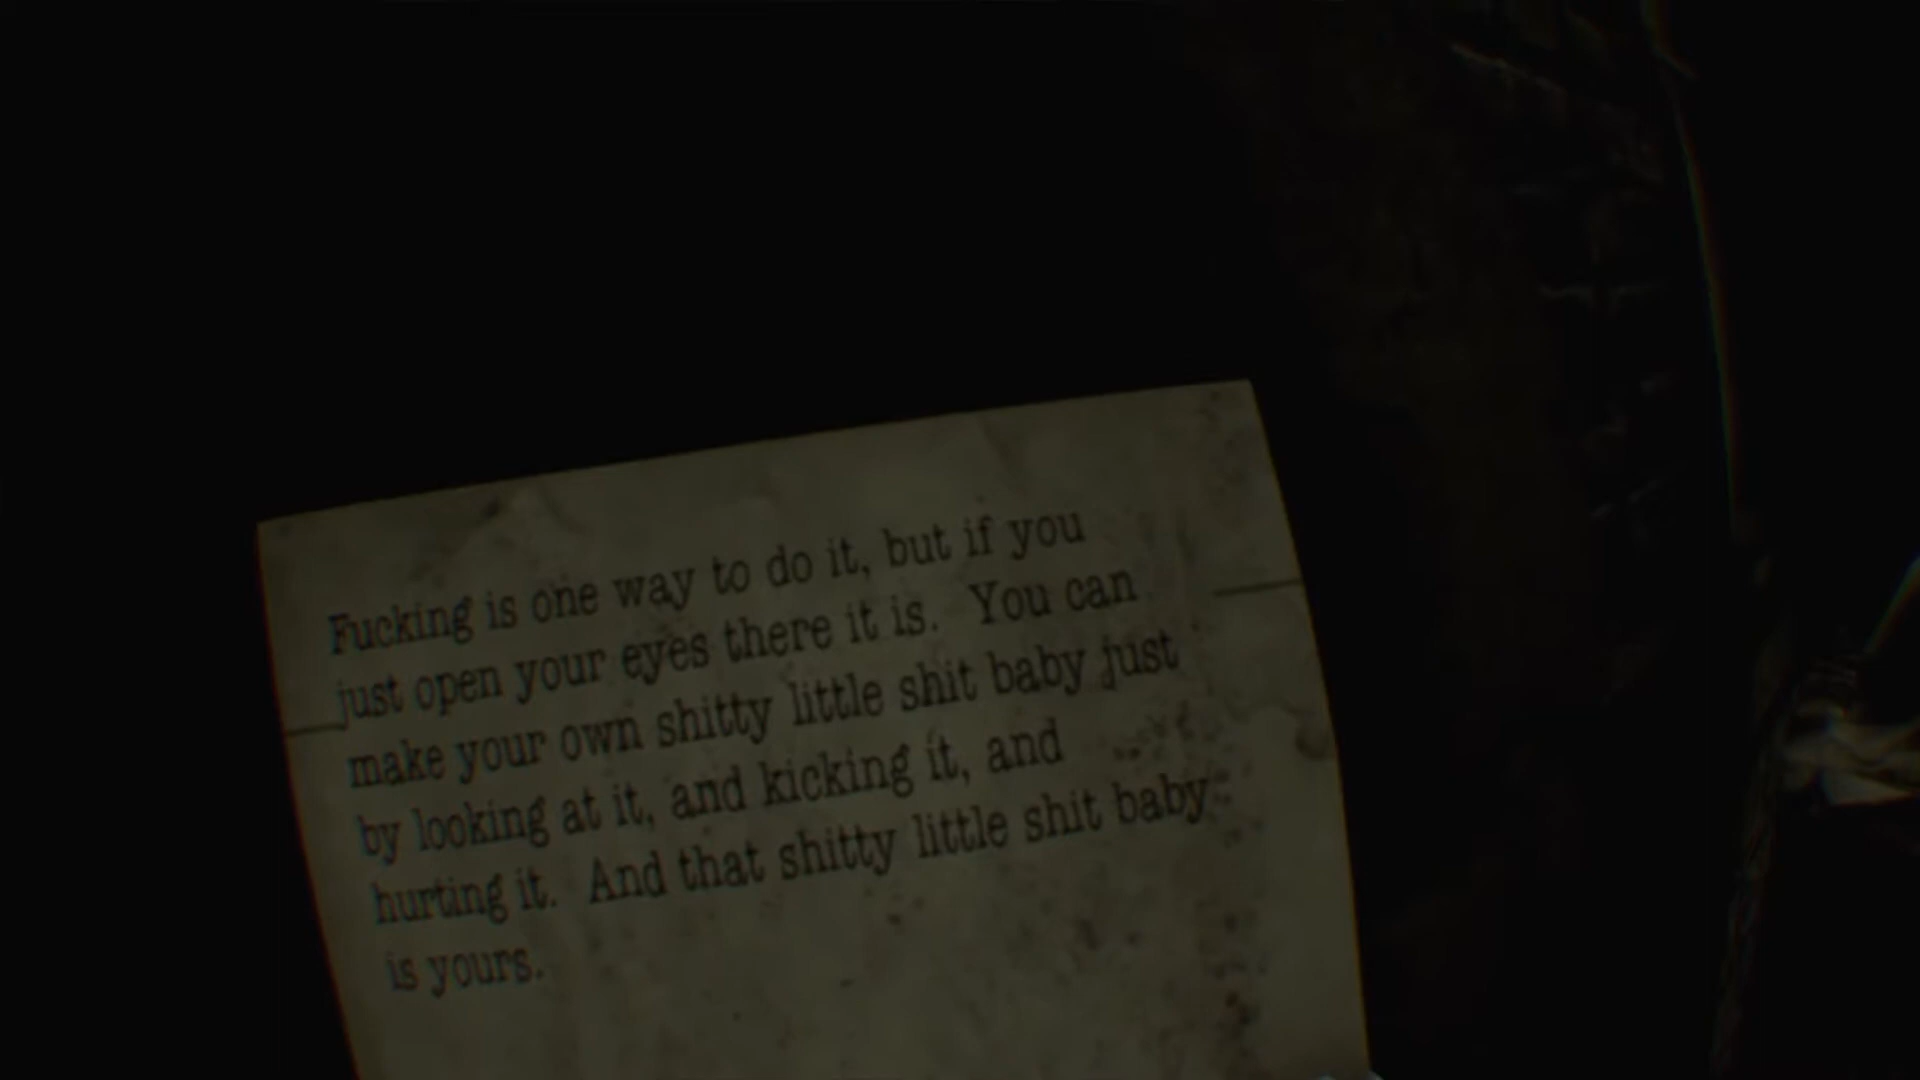 Fucking is one way to do it, but if you
just open your eyes there it is.  You can
make your own shitty little shit baby just
by looking at it, and kicking it, and
hurting it.  And that shitty little shit baby
is yours.